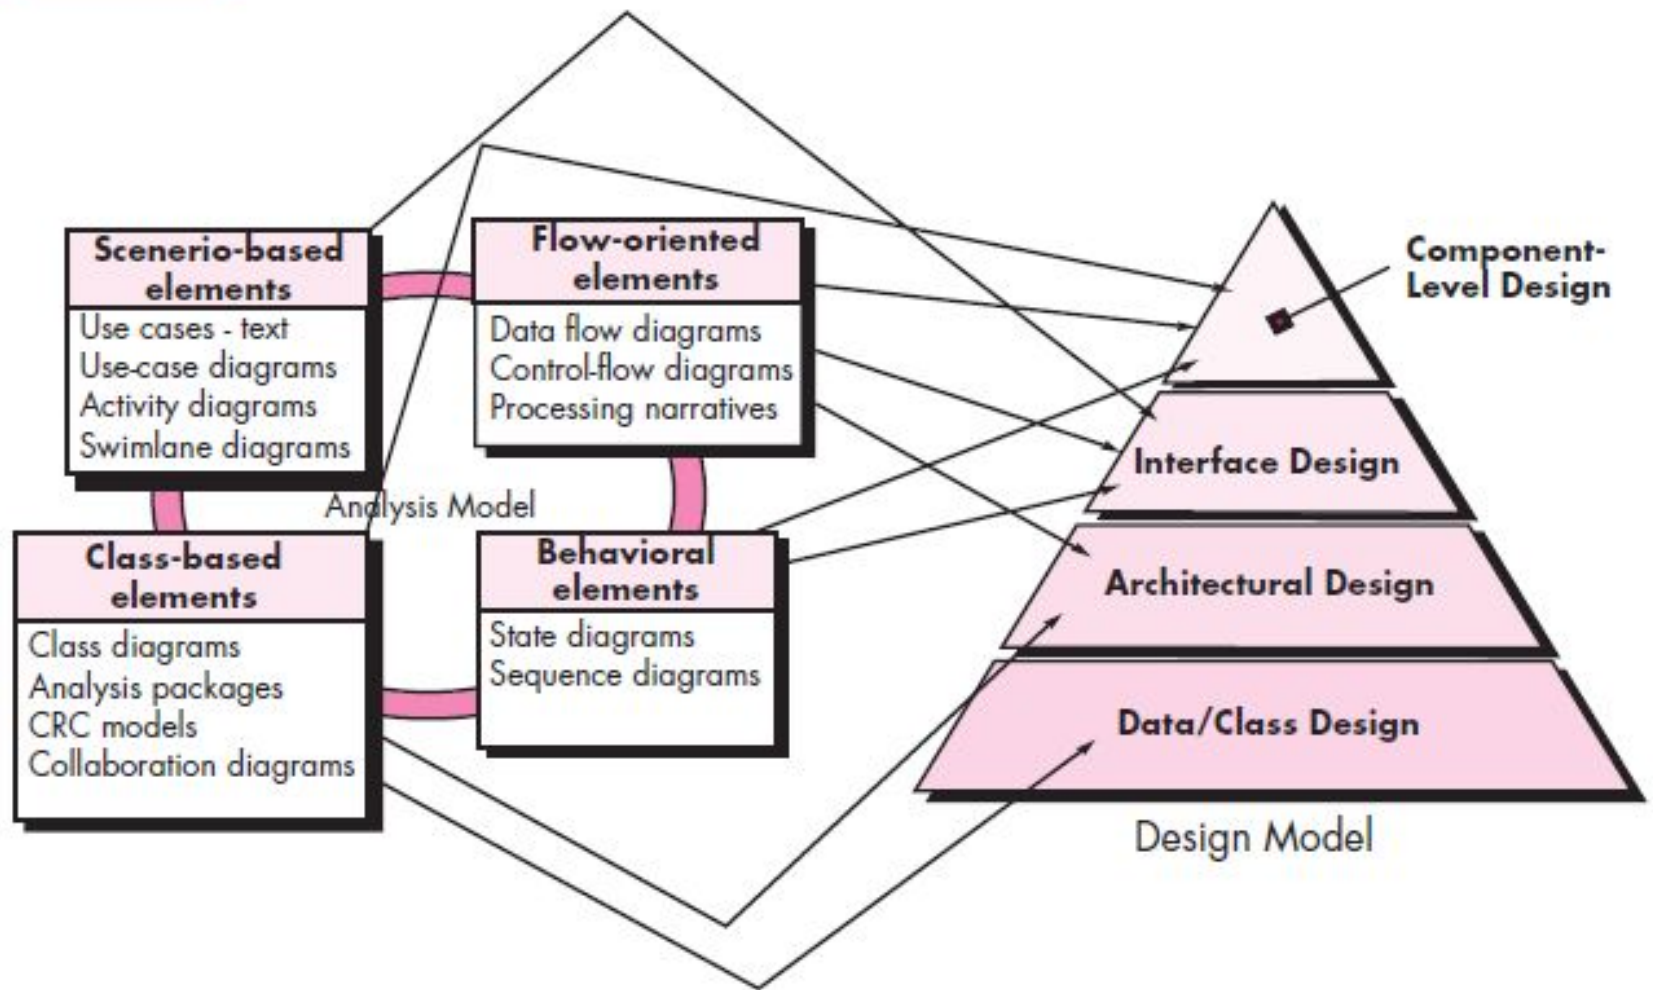 Scenerio-based
elements
Use cases - text
Use-case diagrams
Activity diagrams
Swimlane diagrams
Flow-oriented
elements
Data flow diagrams
Control-flow diagrams
Processing narratives
Analysis Model
Class-based
elements
Class diagrams
Analysis packages
CRC models
Collaboration diagrams
Behavioral
elements
State diagrams
Sequence diagrams
Component-
Level Design
Interface Design
Architectural Design
Data/Class Design
Design Model